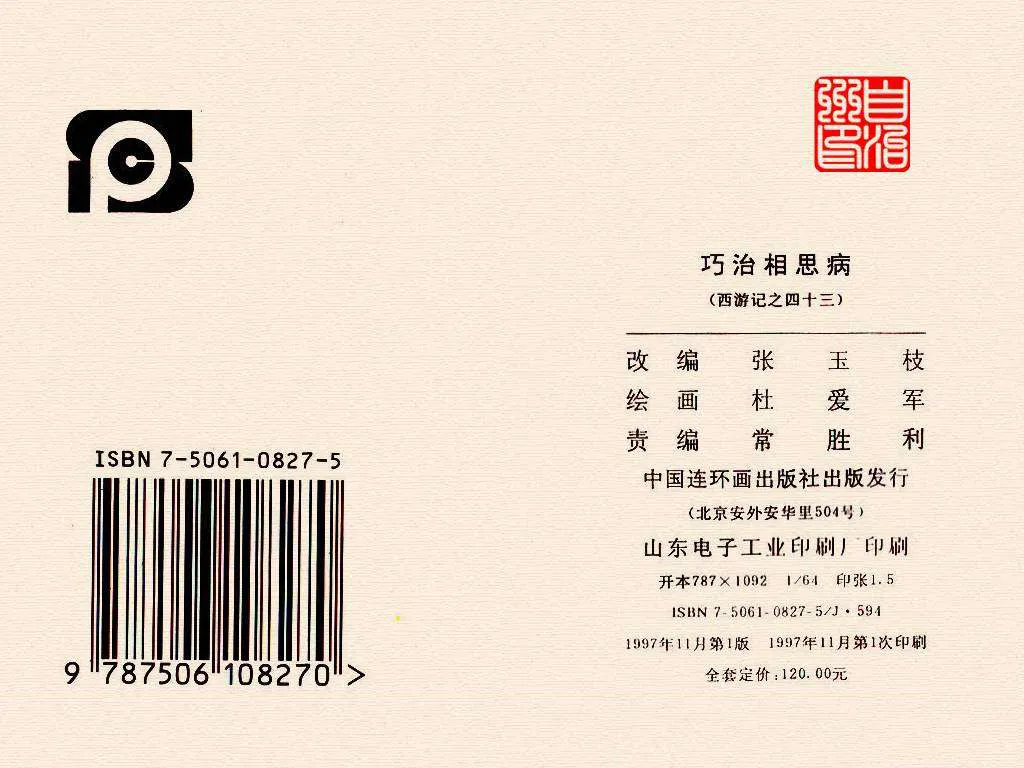 巧治相思病
（西游记之四十三）
改编 张玉枝
绘画 杜爱军
责编 常胜利
中国连环画出版社出版发行
（北京安外安华里504号）
山东电子工业印刷厂印刷
开本787×1092 1/64 印张1.5
ISBN 7-5061-0827-5/J·594
1997年11月第1版 1997年11月第1次印刷
全套定价:120.00元
ISBN 7-5061-0827-5
9 787506 108270 >